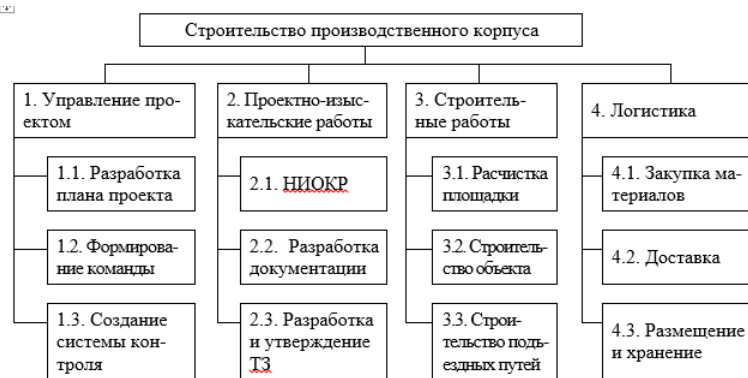 Строительство производственного корпуса
1. Управление про-
ектом
2. Проектно-изыс-
кательские работы
3. Строитель-
ные работы
4. Логистика
1.1. Разработка
плана проекта
2.1. НИОКР
3.1. Расчистка
площадки
4.1. Закупка ма-
териалов
1.2. Формирова-
ние команды
2.2. Разработка
документации
3.2. Строитель-
ство объекта
4.2. Доставка
1.3. Создание
системы кон-
троля
2.3. Разработка
и утверждение
ТЗ
3.3. Строи-
тельство подъ-
ездных путей
4.3. Размещение
и хранение